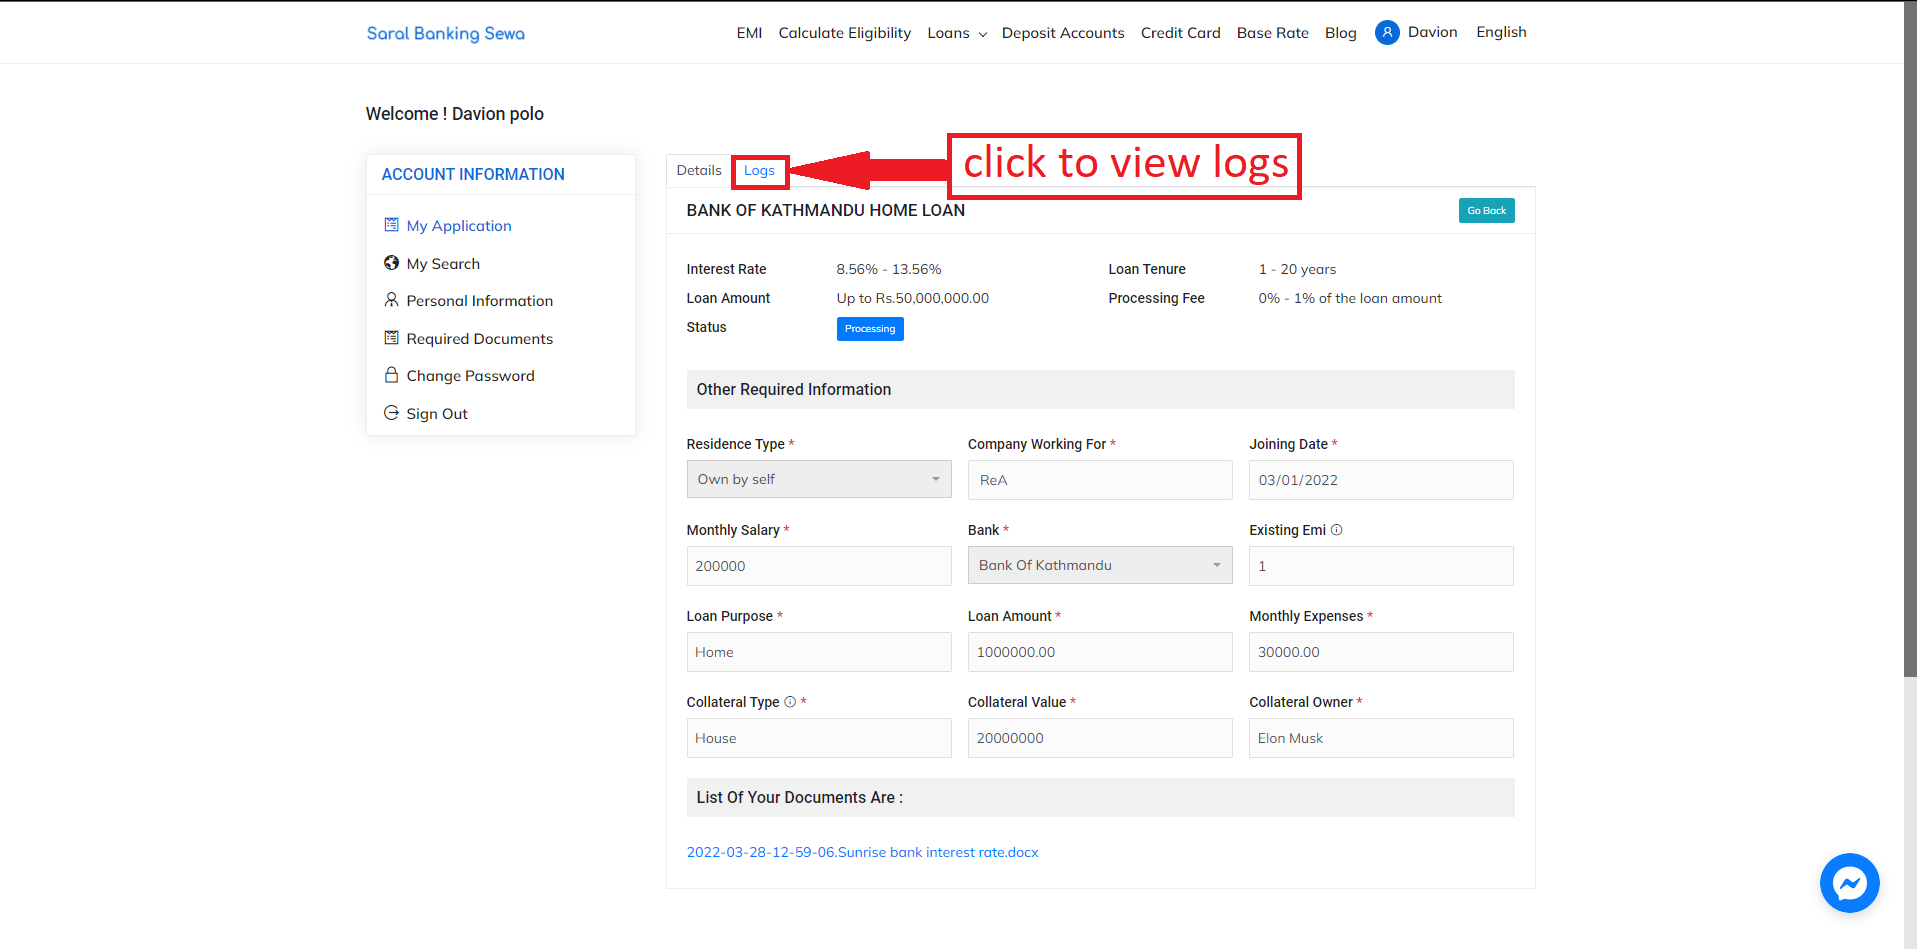 Saral Banking Sewa
EMI Calculate Eligibility Loans Deposit Accounts Credit Card Base Rate Blog Davion English
Welcome ! Davion polo
ACCOUNT INFORMATION
My Application
My Search
Personal Information
Required Documents
Change Password
Sign Out
Details Logs
click to view logs
BANK OF KATHMANDU HOME LOAN
Go Back
Interest Rate 8.56% - 13.56% Loan Tenure 1 - 20 years
Loan Amount Up to Rs.50,000,000.00 Processing Fee 0% - 1% of the loan amount
Status Processing
Other Required Information
Residence Type * Company Working For * Joining Date *
Own by self ReA 03/01/2022
Monthly Salary * Bank * Existing Emi
200000 Bank Of Kathmandu 1
Loan Purpose * Loan Amount * Monthly Expenses *
Home 1000000.00 30000.00
Collateral Type * Collateral Value * Collateral Owner *
House 20000000 Elon Musk
List Of Your Documents Are :
2022-03-28-12-59-06.Sunrise bank interest rate.docx